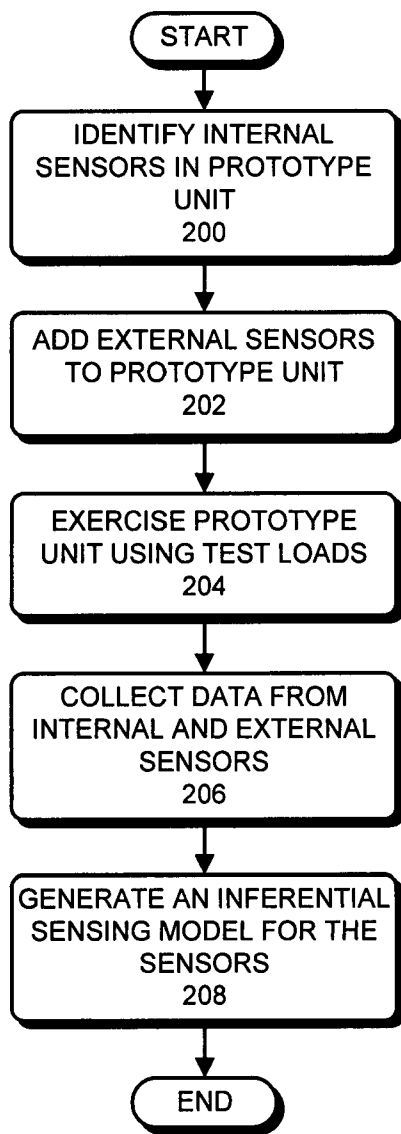 START
IDENTIFY INTERNAL
SENSORS IN PROTOTYPE
UNIT
200
ADD EXTERNAL SENSORS
TO PROTOTYPE UNIT
202
EXERCISE PROTOTYPE
UNIT USING TEST LOADS
204
COLLECT DATA FROM
INTERNAL AND EXTERNAL
SENSORS
206
GENERATE AN INFERENTIAL
SENSING MODEL FOR THE
SENSORS
208
END